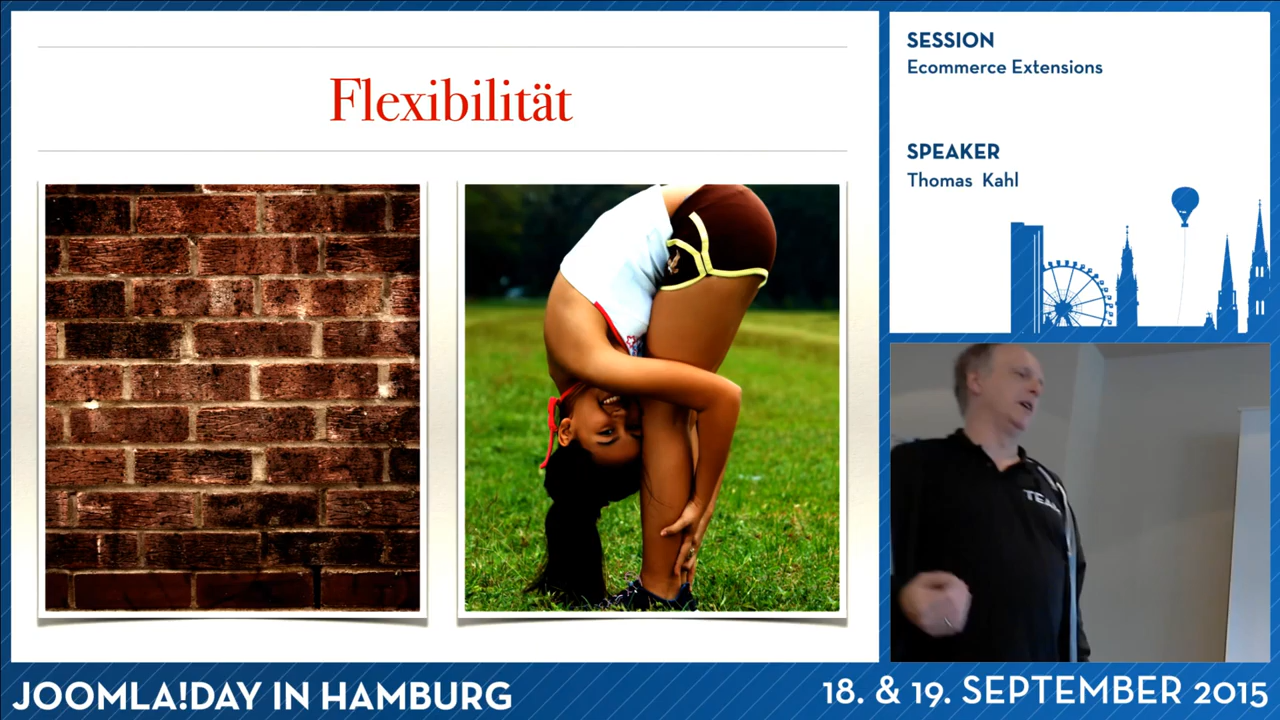 Flexibilität
SESSION
Ecommerce Extensions
SPEAKER
Thomas Kahl
JOOMLA!DAY IN HAMBURG
18. & 19. SEPTEMBER 2015